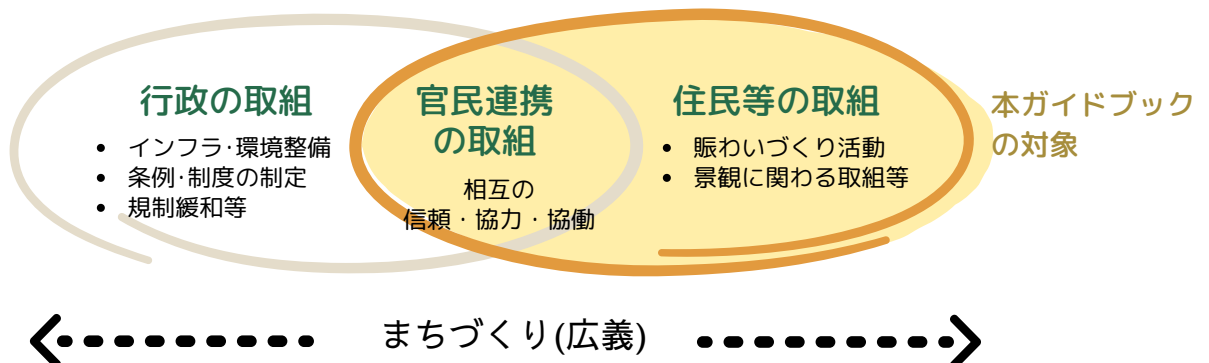 行政の取組
• インフラ・環境整備
• 条例・制度の制定
• 規制緩和等
官民連携
の取組
相互の
信頼・協力・協働
住民等の取組
• 賑わいづくり活動
• 景観に関わる取組等
本ガイドブック
の対象
まちづくり(広義)